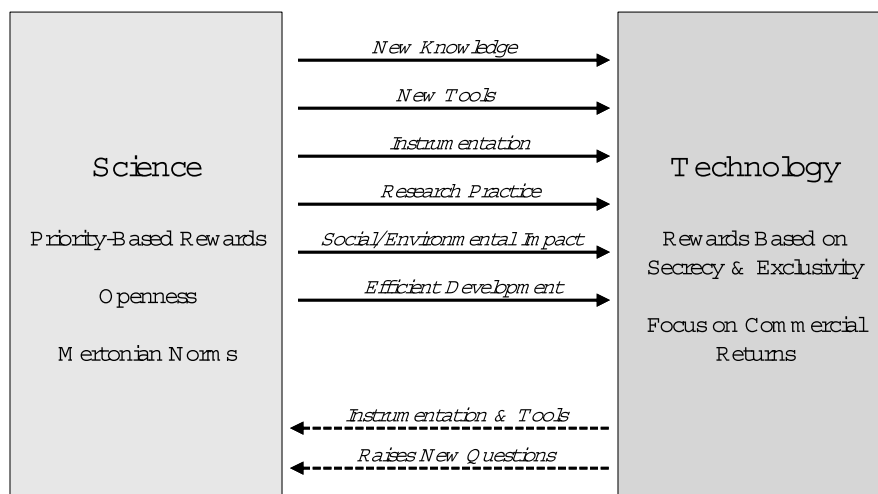 Science
Priority-Based Rewards
Openness
Mertonian Norms
New Knowledge
New Tools
Instrumentation
Research Practice
Social/Environmental Impact
Efficient Development
Instrumentation & Tools
Raises New Questions
Technology
Rewards Based on
Secrecy & Exclusivity
Focus on Commercial
Returns